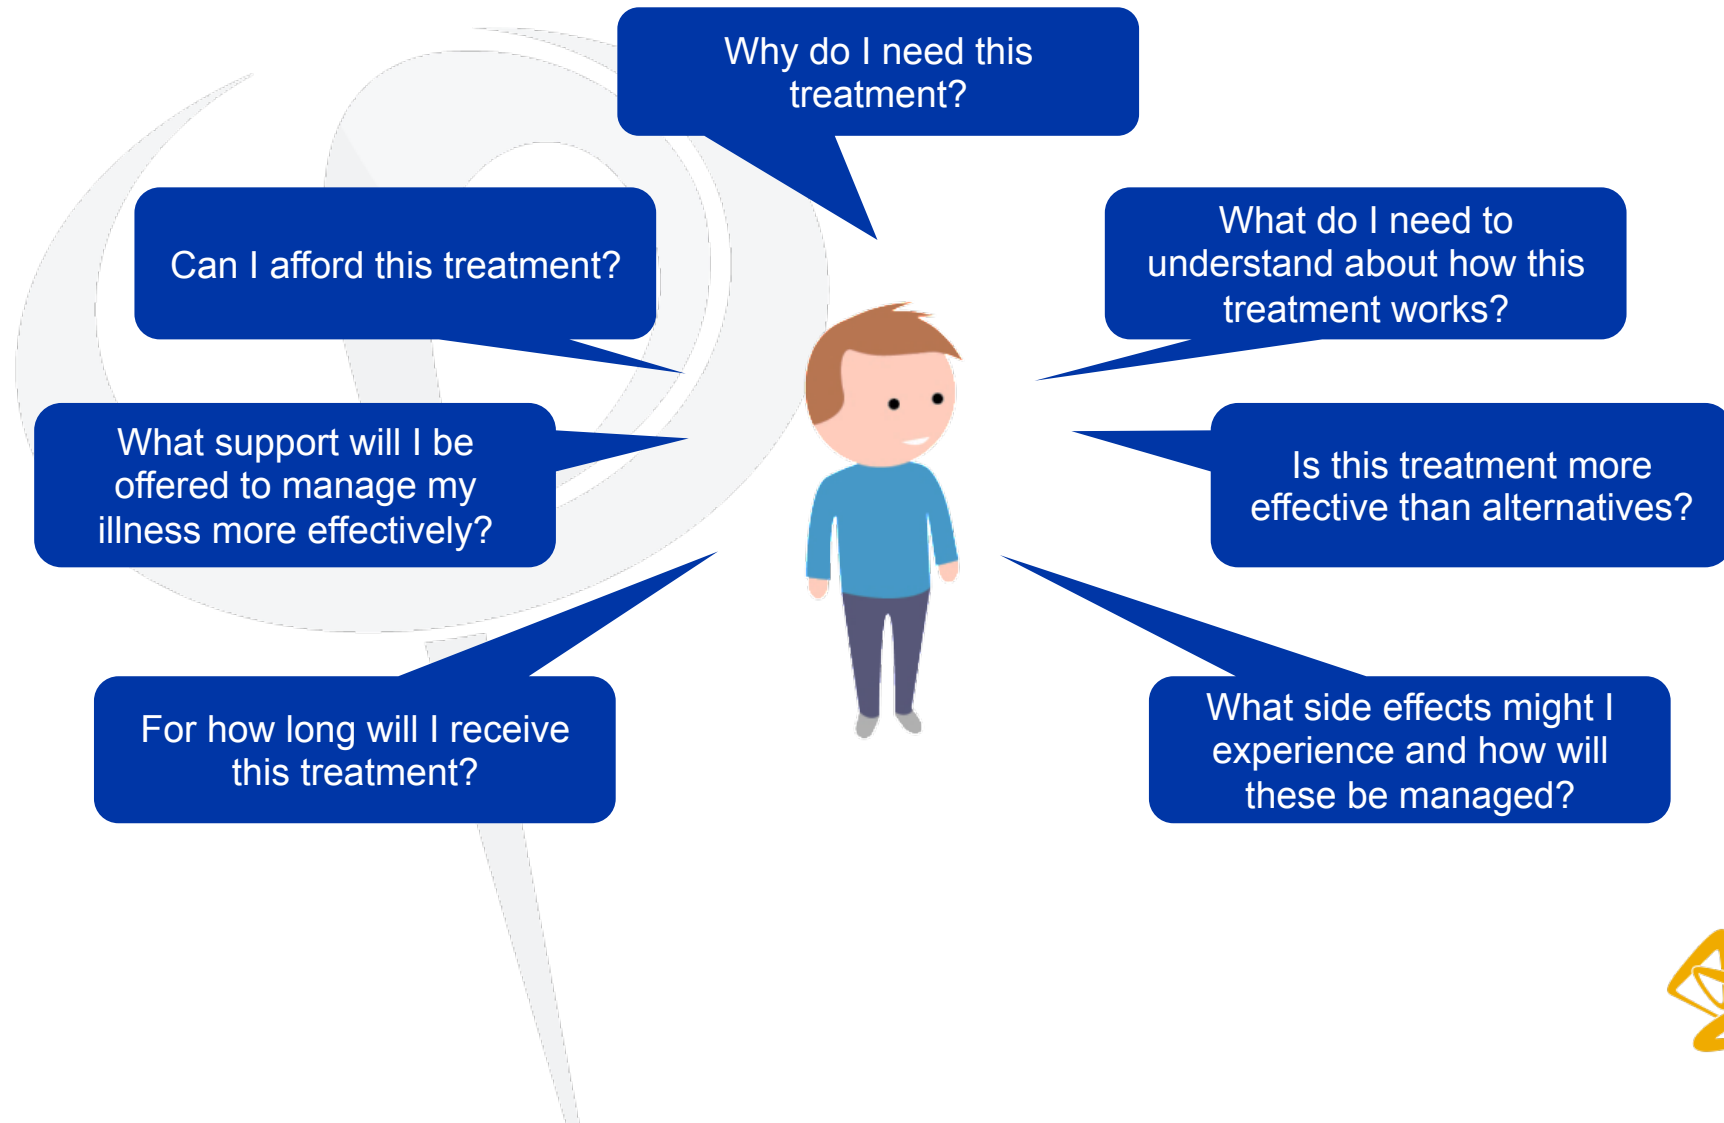 Why do I need this
treatment?
Can I afford this treatment?
What do I need to
understand about how this
treatment works?
What support will I be
offered to manage my
illness more effectively?
Is this treatment more
effective than alternatives?
For how long will I receive
this treatment?
What side effects might I
experience and how will
these be managed?